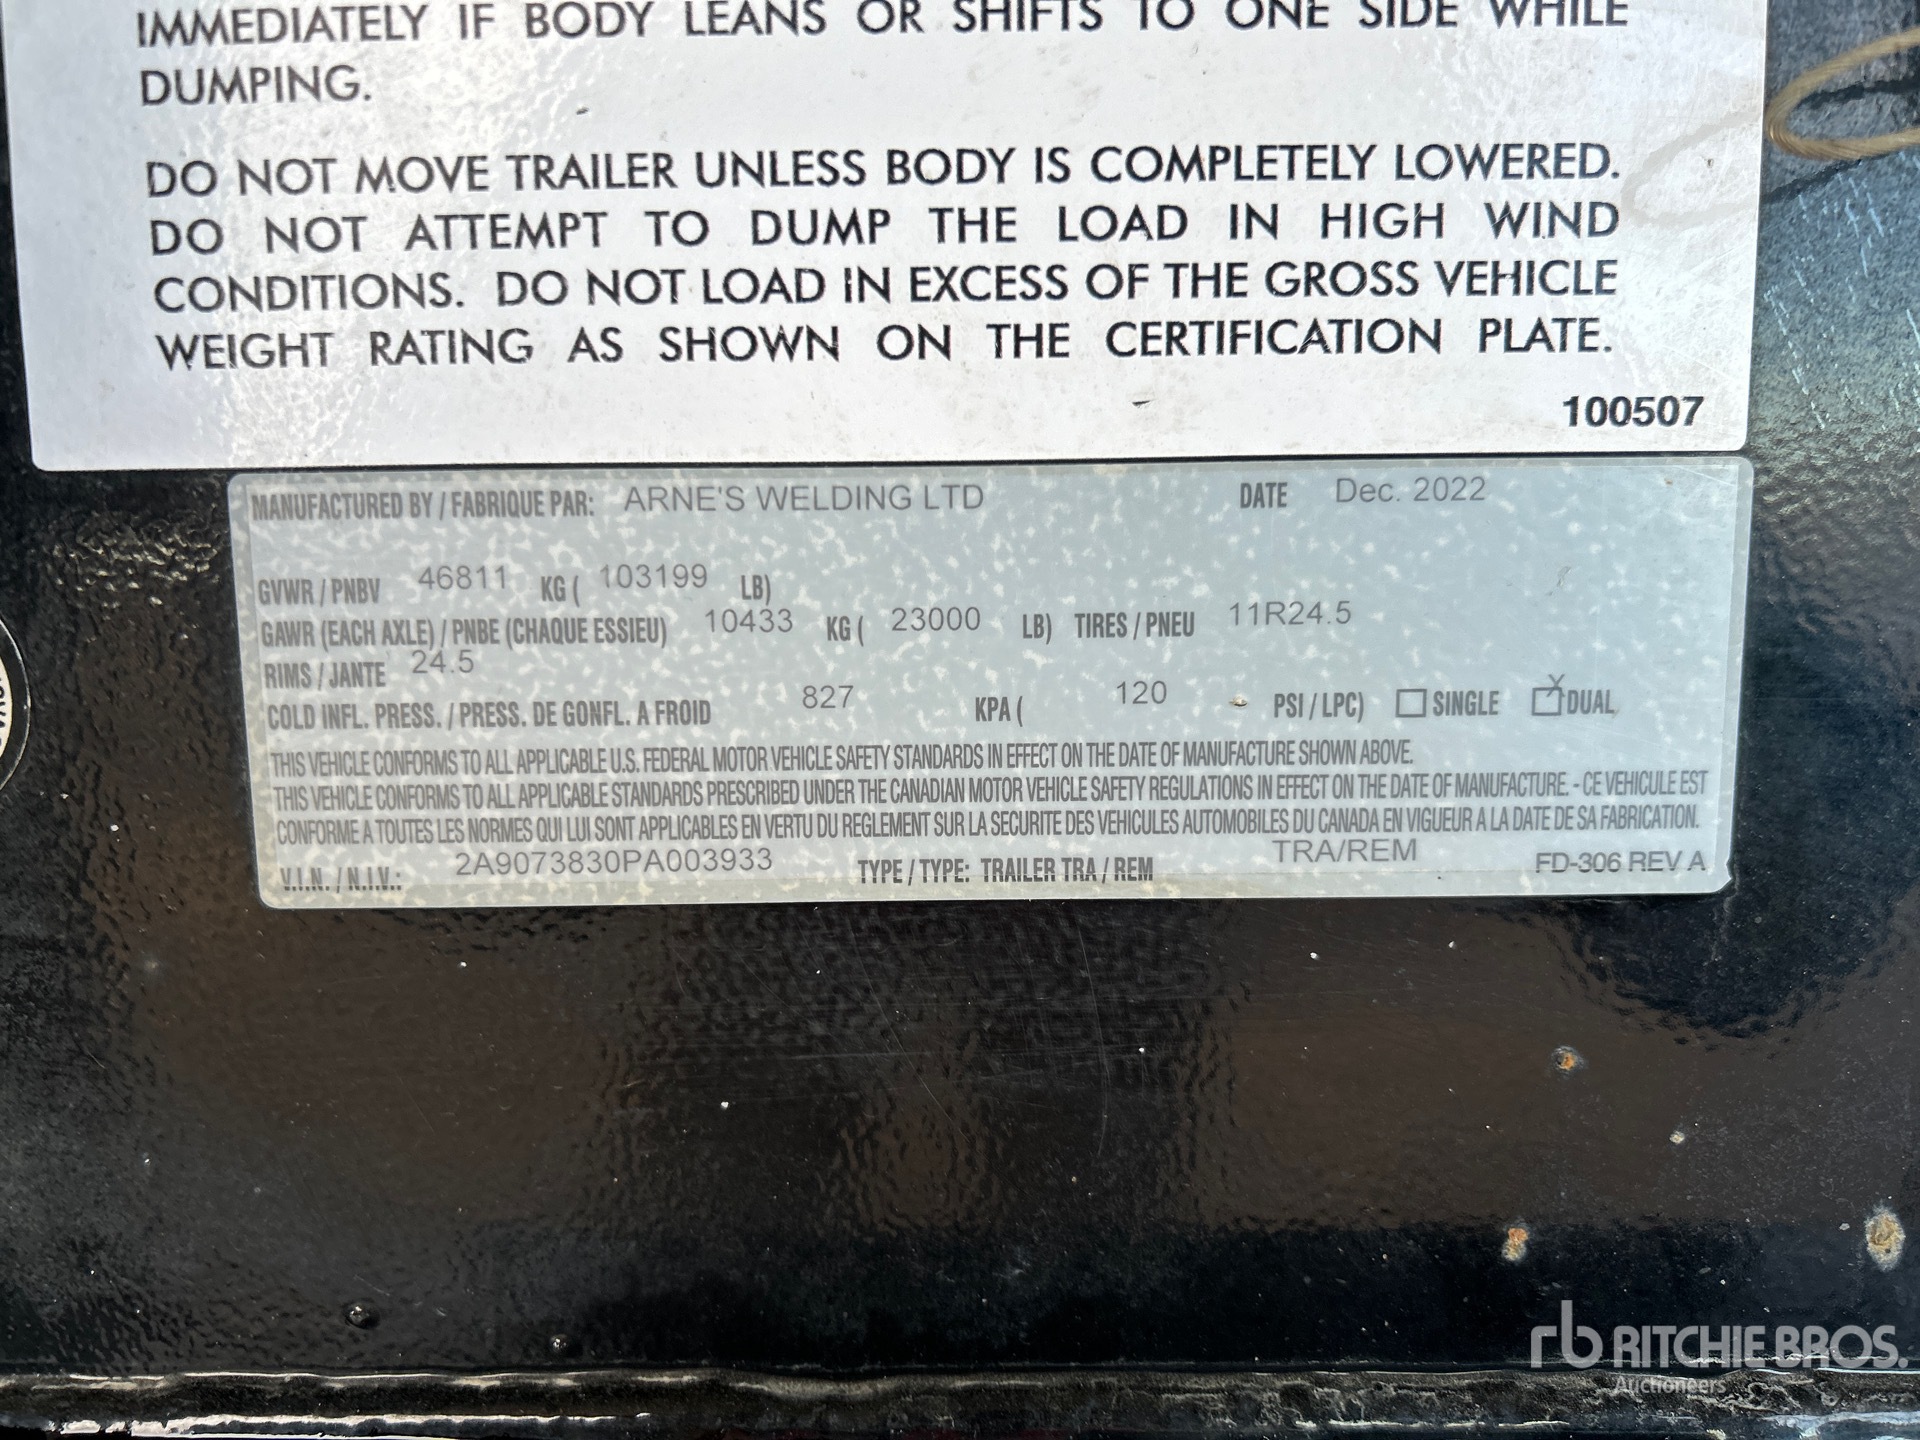 IMMEDIATELY IF BODY LEANS OR SHIFTS TO ONE SIDE WHILE
DUMPING.
DO NOT MOVE TRAILER UNLESS BODY IS COMPLETELY LOWERED.
DO NOT ATTEMPT TO DUMP THE LOAD IN HIGH WIND
CONDITIONS. DO NOT LOAD IN EXCESS OF THE GROSS VEHICLE
WEIGHT RATING AS SHOWN ON THE CERTIFICATION PLATE.
100507
MANUFACTURED BY / FABRIQUE PAR: ARNE'S WELDING LTD DATE Dec. 2022
GVWR / PNBV 46811 KG ( 103199 LB)
GAWR (EACH AXLE) / PNBE (CHAQUE ESSIEU) 10433 KG ( 23000 LB) TIRES / PNEU 11R24.5
RIMS / JANTE 24.5
COLD INFL. PRESS. / PRESS. DE GONFL. A FROID 827 KPA ( 120 PSI / LPC) ☐ SINGLE ☒ DUAL
THIS VEHICLE CONFORMS TO ALL APPLICABLE U.S. FEDERAL MOTOR VEHICLE SAFETY STANDARDS IN EFFECT ON THE DATE OF MANUFACTURE SHOWN ABOVE.
THIS VEHICLE CONFORMS TO ALL APPLICABLE STANDARDS PRESCRIBED UNDER THE CANADIAN MOTOR VEHICLE SAFETY REGULATIONS IN EFFECT ON THE DATE OF MANUFACTURE. - CE VEHICULE EST
CONFORME A TOUTES LES NORMES QUI LUI SONT APPLICABLES EN VERTU DU REGLEMENT SUR LA SECURITE DES VEHICULES AUTOMOBILES DU CANADA EN VIGUEUR A LA DATE DE SA FABRICATION.
V.I.N. / N.I.V.: 2A9073830PA003933 TYPE / TYPE: TRAILER TRA / REM TRA/REM FD-306 REV A
rb RITCHIE BROS.
Auctioneers